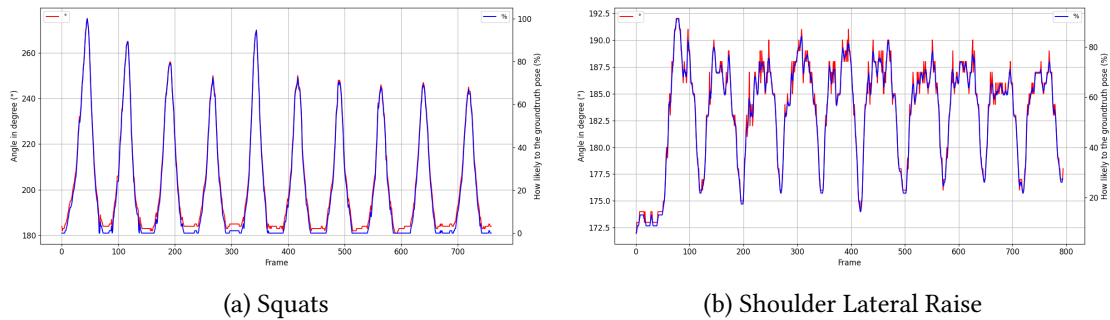 ° %
260
240
220
200
180
Angle in degree (°)
100
80
60
40
20
0
How likely to the groundtruth pose (%)
0 100 200 300 400 500 600 700
Frame
(a) Squats
° %
192.5
190.0
187.5
185.0
182.5
180.0
177.5
175.0
172.5
Angle in degree (°)
80
60
40
20
How likely to the groundtruth pose (%)
0 100 200 300 400 500 600 700 800
Frame
(b) Shoulder Lateral Raise